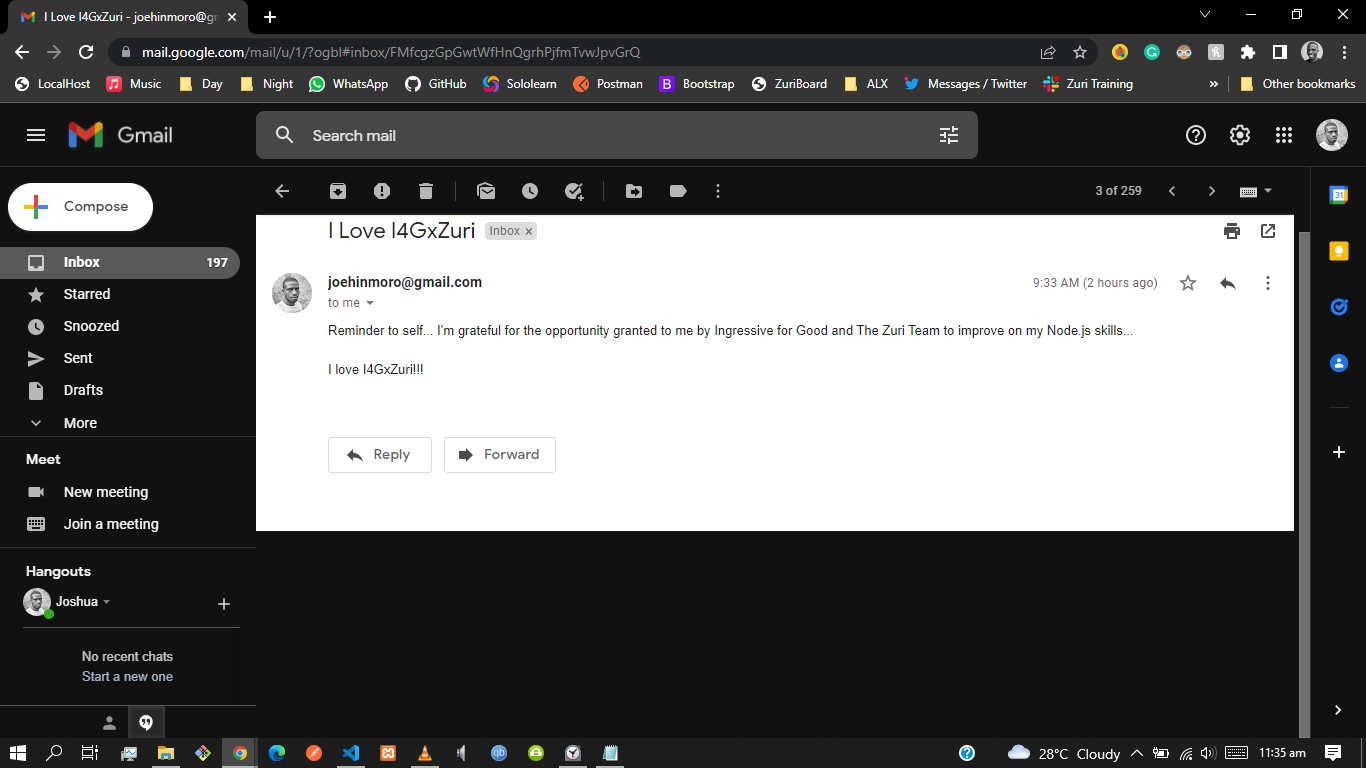 I Love I4GxZuri - joehinmoro@gm
mail.google.com/mail/u/1/?ogbl#inbox/FMfcgzGpGwtWfHnQgrhPjfmTvwJpvGrQ
LocalHost Music Day Night WhatsApp GitHub Sololearn Postman Bootstrap ZuriBoard ALX Messages / Twitter Zuri Training » Other bookmarks
Gmail
Search mail
Compose
3 of 259
Inbox 197
Starred
Snoozed
Sent
Drafts
More
Meet
New meeting
Join a meeting
Hangouts
Joshua
No recent chats
Start a new one
I Love I4GxZuri Inbox ×
joehinmoro@gmail.com 9:33 AM (2 hours ago)
to me
Reminder to self... I'm grateful for the opportunity granted to me by Ingressive for Good and The Zuri Team to improve on my Node.js skills...
I love I4GxZuri!!!
Reply Forward
31
28°C Cloudy 11:35 am